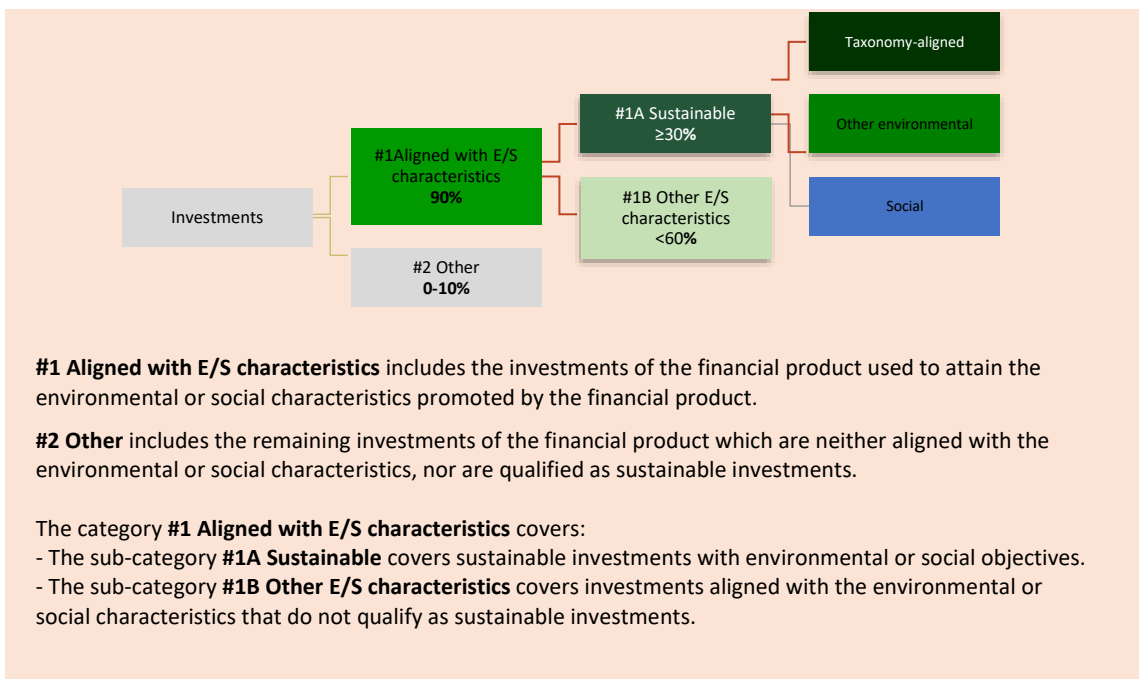 Taxonomy-aligned
#1A Sustainable
≥30%
Other environmental
#1Aligned with E/S
characteristics
90%
#1B Other E/S
characteristics
<60%
Social
Investments
#2 Other
0-10%
#1 Aligned with E/S characteristics includes the investments of the financial product used to attain the
environmental or social characteristics promoted by the financial product.
#2 Other includes the remaining investments of the financial product which are neither aligned with the
environmental or social characteristics, nor are qualified as sustainable investments.
The category #1 Aligned with E/S characteristics covers:
- The sub-category #1A Sustainable covers sustainable investments with environmental or social objectives.
- The sub-category #1B Other E/S characteristics covers investments aligned with the environmental or
social characteristics that do not qualify as sustainable investments.